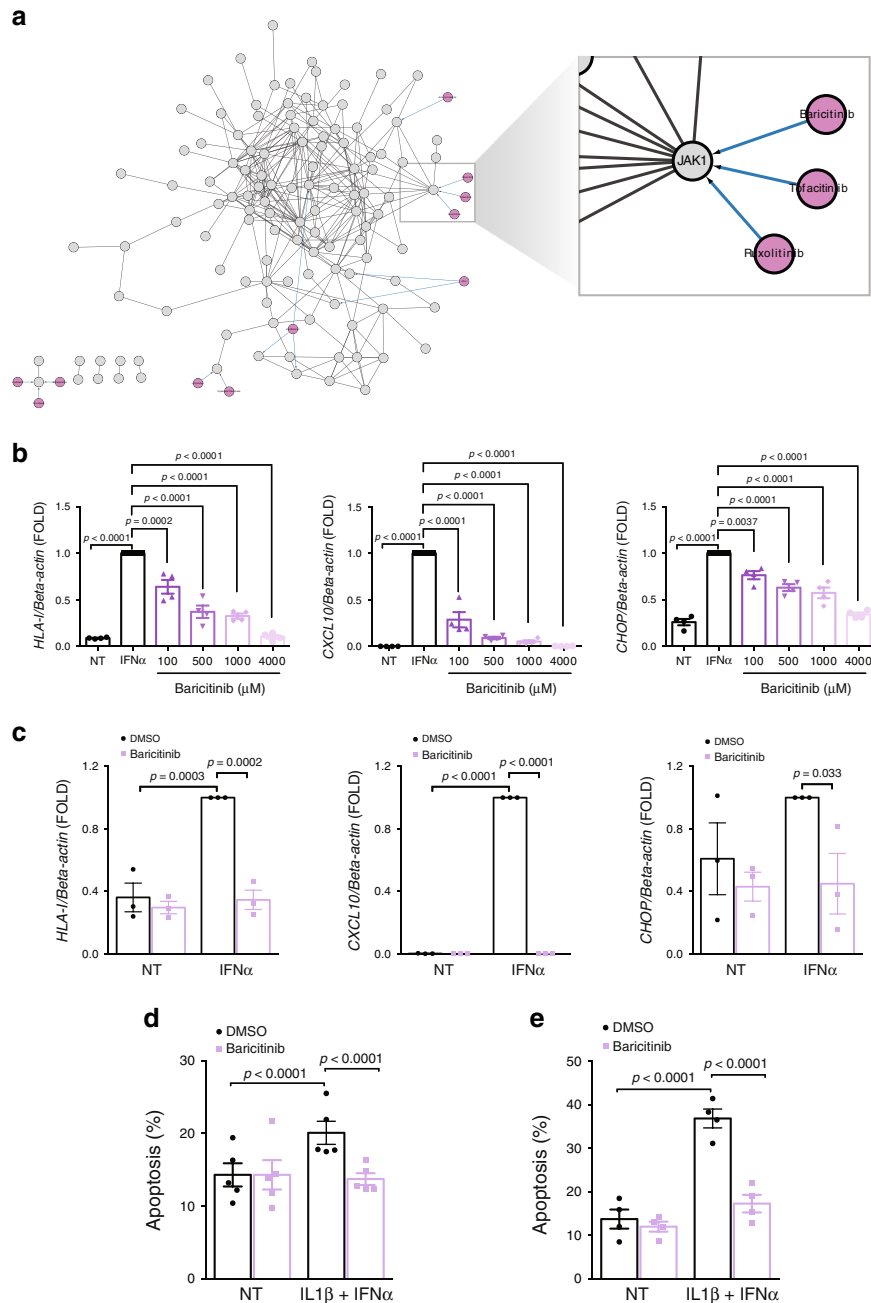 a
Baricitinib
JAK1
Tofacitinib
Ruxolitinib
b
p < 0.0001
p < 0.0001
p < 0.0001
p = 0.0002
p < 0.0001
HLA-I/Beta-actin (FOLD)
1.5
1.0
0.5
0
NT
IFNα
100
500
1000
4000
Baricitinib (μM)
p < 0.0001
p < 0.0001
p < 0.0001
p < 0.0001
p < 0.0001
CXCL10/Beta-actin (FOLD)
1.5
1.0
0.5
0
NT
IFNα
100
500
1000
4000
Baricitinib (μM)
p < 0.0001
p < 0.0001
p < 0.0001
p = 0.0037
p < 0.0001
CHOP/Beta-actin (FOLD)
1.5
1.0
0.5
0
NT
IFNα
100
500
1000
4000
Baricitinib (μM)
c
DMSO
Baricitinib
p = 0.0003
p = 0.0002
HLA-I/Beta-actin (FOLD)
1.2
0.8
0.4
0.0
NT
IFNα
DMSO
Baricitinib
p < 0.0001
p < 0.0001
CXCL10/Beta-actin (FOLD)
1.2
0.8
0.4
0.0
NT
IFNα
DMSO
Baricitinib
p = 0.033
CHOP/Beta-actin (FOLD)
1.2
0.8
0.4
0.0
NT
IFNα
d
DMSO
Baricitinib
p < 0.0001
p < 0.0001
Apoptosis (%)
30
20
10
0
NT
IL1β + IFNα
e
DMSO
Baricitinib
p < 0.0001
p < 0.0001
Apoptosis (%)
50
40
30
20
10
0
NT
IL1β + IFNα